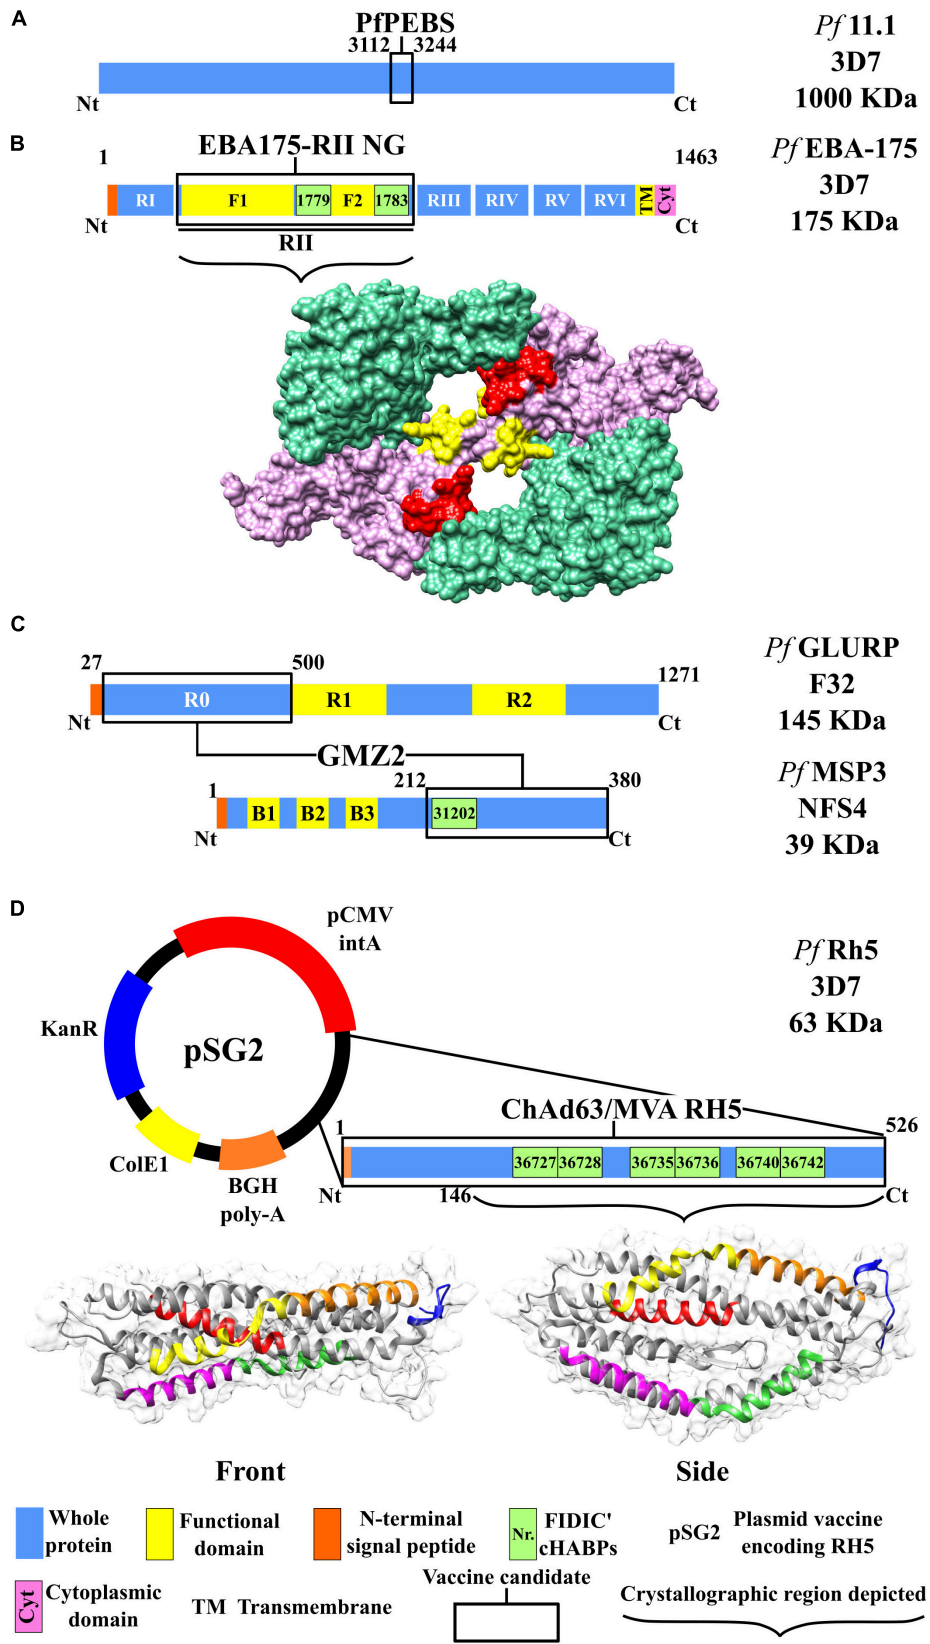 A
PfPEBS
3112 3244
Nt
Ct
Pf 11.1
3D7
1000 KDa
B
EBA175-RII NG
1
1463
RI
F1
1779
F2
1783
RIII
RIV
RV
RVI
TM
Cyt
Nt
Ct
RII
Pf EBA-175
3D7
175 KDa
C
27
500
1271
R0
R1
R2
Nt
Ct
Pf GLURP
F32
145 KDa
GMZ2
1
212
380
B1
B2
B3
31202
Nt
Ct
Pf MSP3
NFS4
39 KDa
D
pCMV
intA
KanR
pSG2
ColE1
BGH
poly-A
Pf Rh5
3D7
63 KDa
ChAd63/MVA RH5
1
526
36727 36728
36735 36736
36740 36742
Nt
146
Ct
Front
Side
Whole
protein
Functional
domain
N-terminal
signal peptide
Nr.
FIDIC'
cHABPs
pSG2
Plasmid vaccine
encoding RH5
Cyt
Cytoplasmic
domain
TM Transmembrane
Vaccine candidate
Crystallographic region depicted